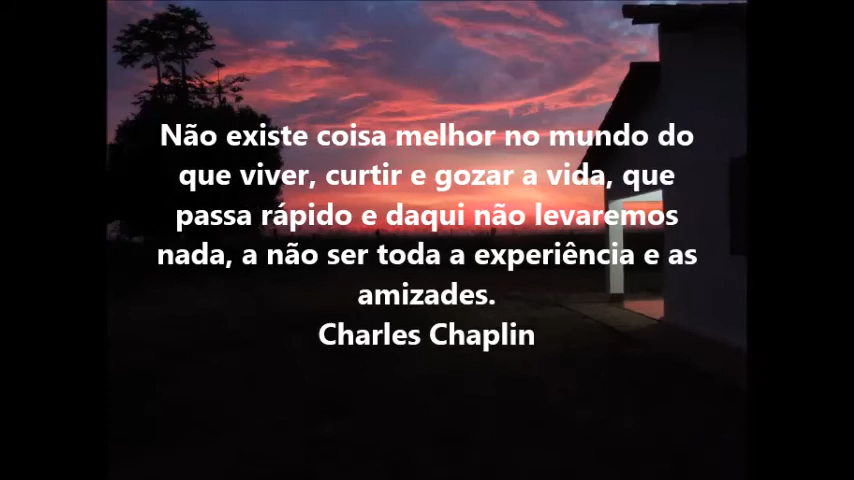 Não existe coisa melhor no mundo do
que viver, curtir e gozar a vida, que
passa rápido e daqui não levaremos
nada, a não ser toda a experiência e as
amizades.
Charles Chaplin